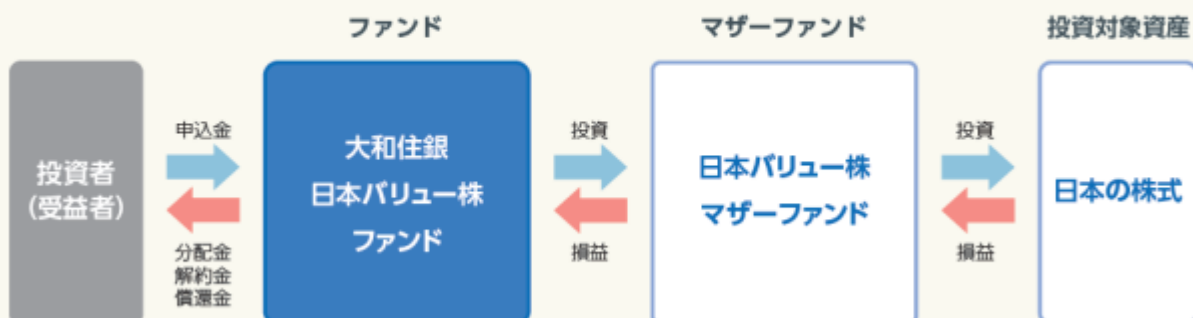 ファンド
マザーファンド
投資対象資産
投資者
(受益者)
申込金
分配金
解約金
償還金
大和住銀
日本バリュー株
ファンド
投資
損益
日本バリュー株
マザーファンド
投資
損益
日本の株式